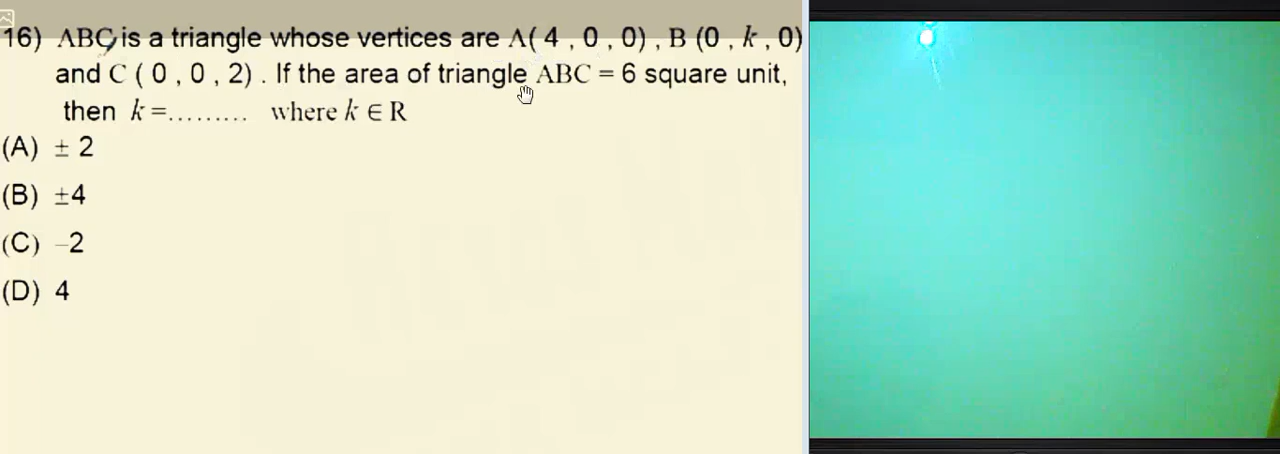 16) ABC is a triangle whose vertices are A( 4 , 0 , 0) , B (0 , k , 0)
and C ( 0 , 0 , 2) . If the area of triangle ABC = 6 square unit,
then k =......... where k ∈ R
(A) ± 2
(B) ±4
(C) –2
(D) 4